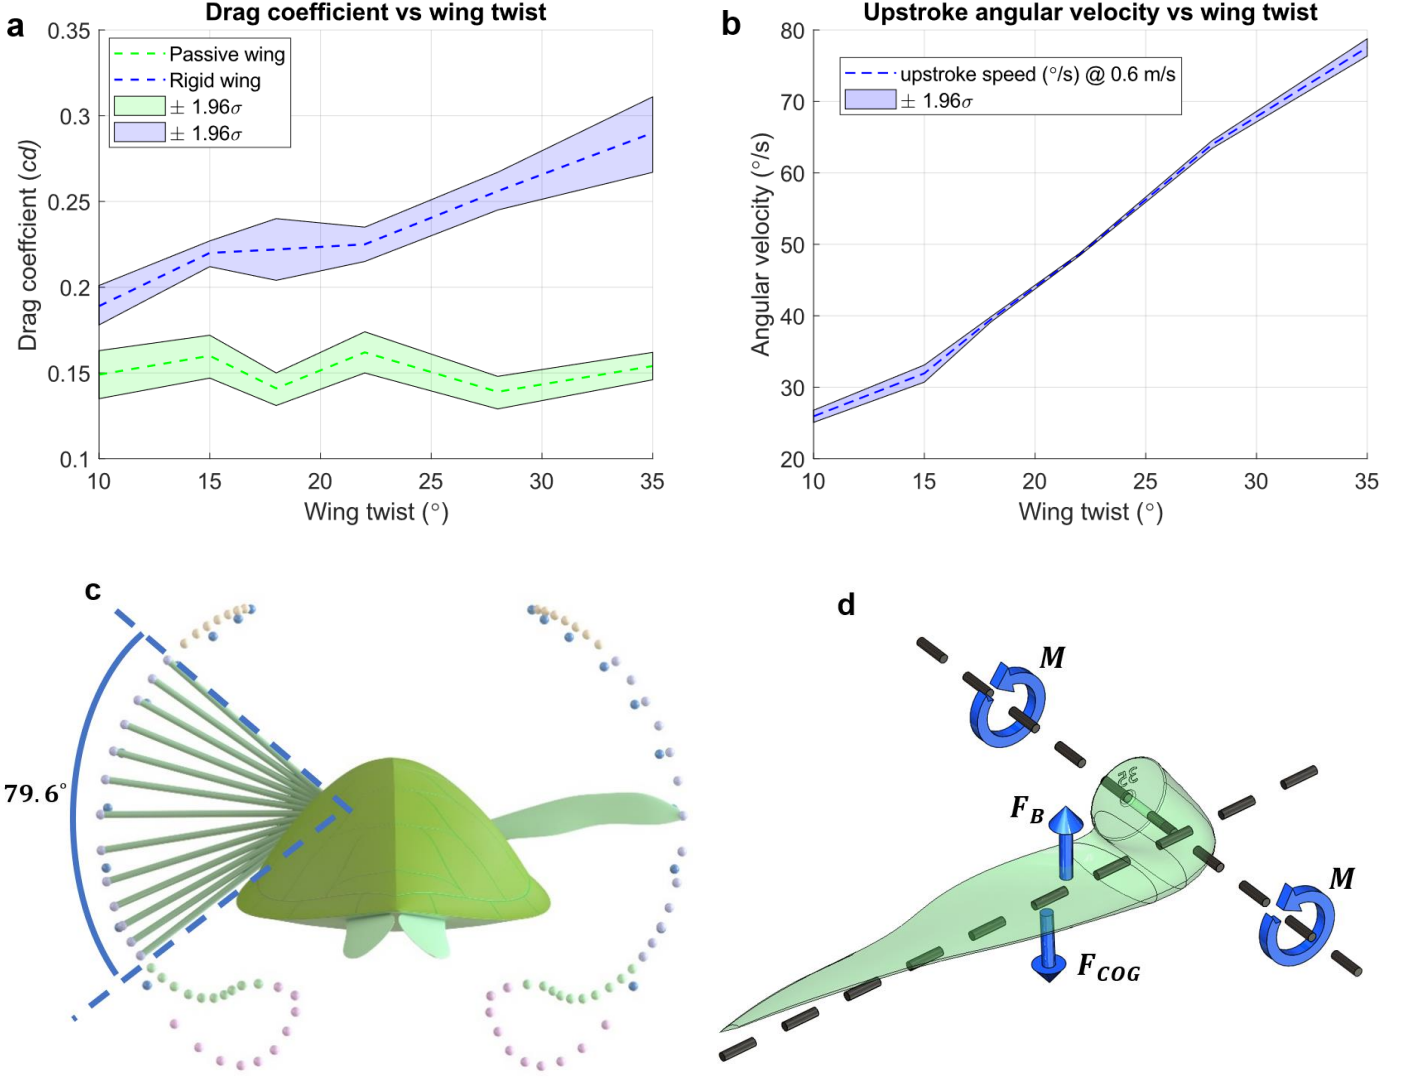 a
Drag coefficient vs wing twist
Passive wing
Rigid wing
± 1.96σ
± 1.96σ
Drag coeffcient (cd)
0.35
0.3
0.25
0.2
0.15
0.1
10 15 20 25 30 35
Wing twist (°)
b
Upstroke angular velocity vs wing twist
upstroke speed (°/s) @ 0.6 m/s
± 1.96σ
Angular velocity (°/s)
80
70
60
50
40
30
20
10 15 20 25 30 35
Wing twist (°)
c
79.6°
d
M
F_B
M
F_COG